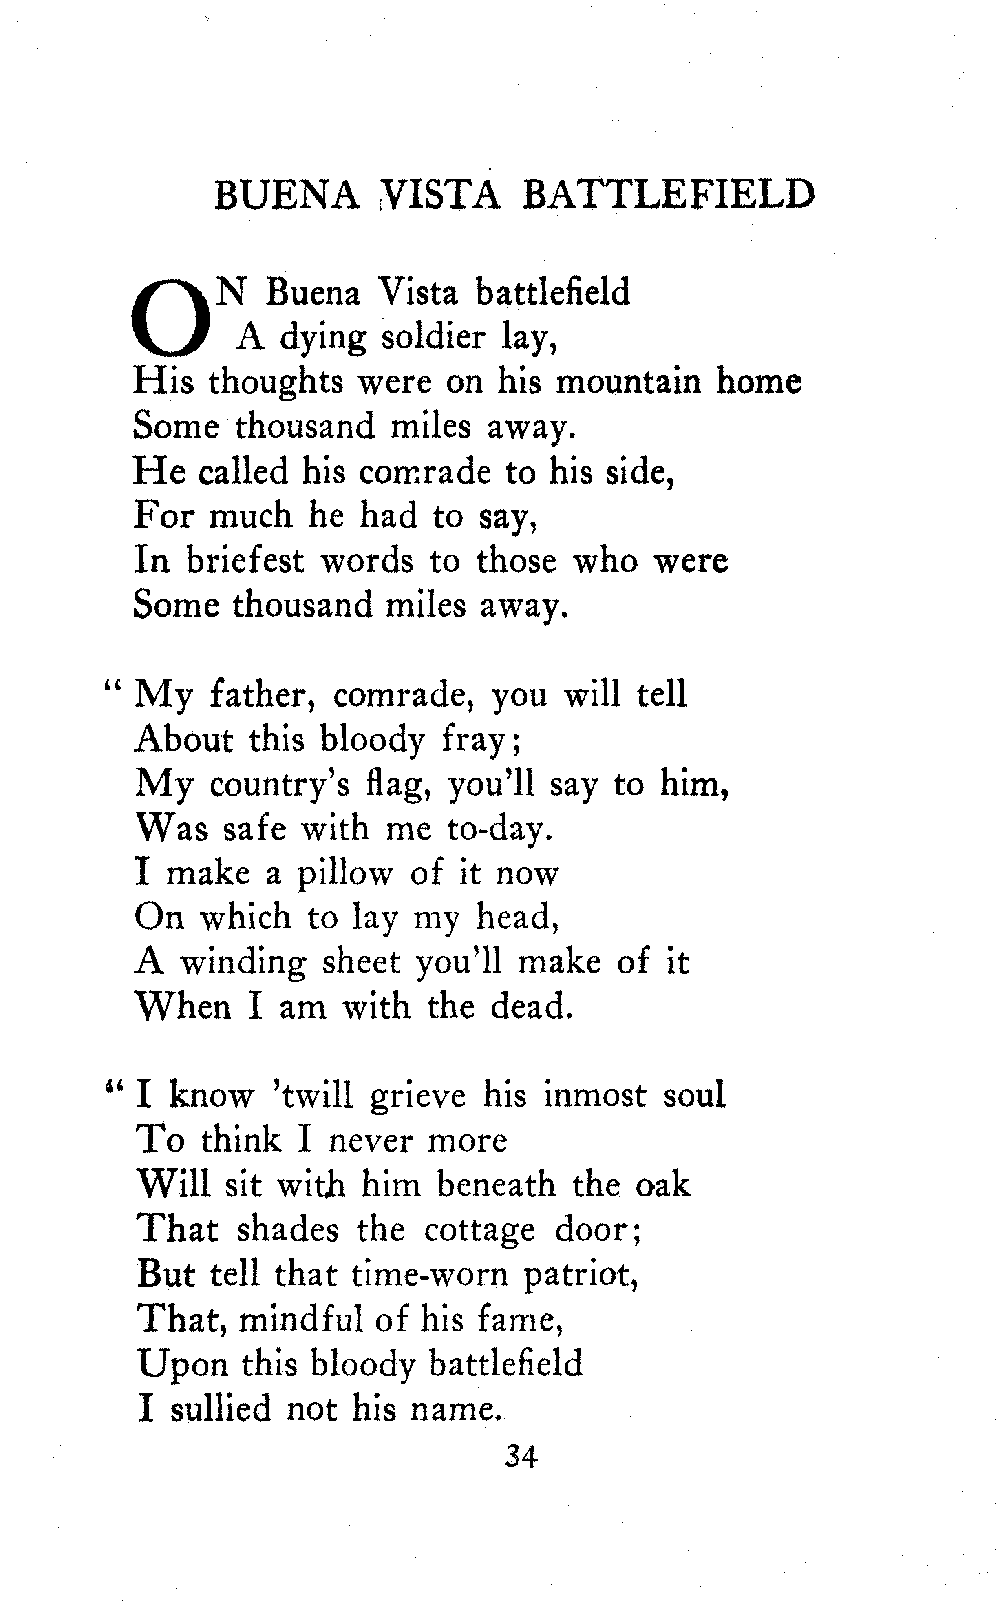 BUENA VISTA BATTLEFIELD
ON Buena Vista battlefield
A dying soldier lay,
His thoughts were on his mountain home
Some thousand miles away.
He called his comrade to his side,
For much he had to say,
In briefest words to those who were
Some thousand miles away.
“ My father, comrade, you will tell
About this bloody fray;
My country’s flag, you’ll say to him,
Was safe with me to-day.
I make a pillow of it now
On which to lay my head,
A winding sheet you’ll make of it
When I am with the dead.
“ I know ’twill grieve his inmost soul
To think I never more
Will sit with him beneath the oak
That shades the cottage door;
But tell that time-worn patriot,
That, mindful of his fame,
Upon this bloody battlefield
I sullied not his name.
34